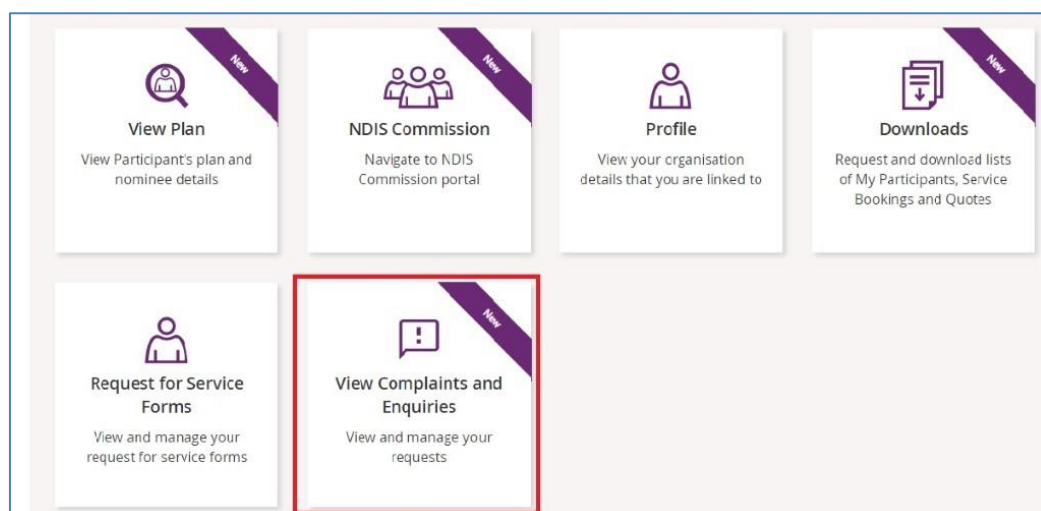 New
View Plan
View Participant's plan and
nominee details
New
NDIS Commission
Navigate to NDIS
Commission portal
Profile
View your organisation
details that you are linked to
New
Downloads
Request and download lists
of My Participants, Service
Bookings and Quotes
Request for Service
Forms
View and manage your
request for service forms
New
View Complaints and
Enquiries
View and manage your
requests